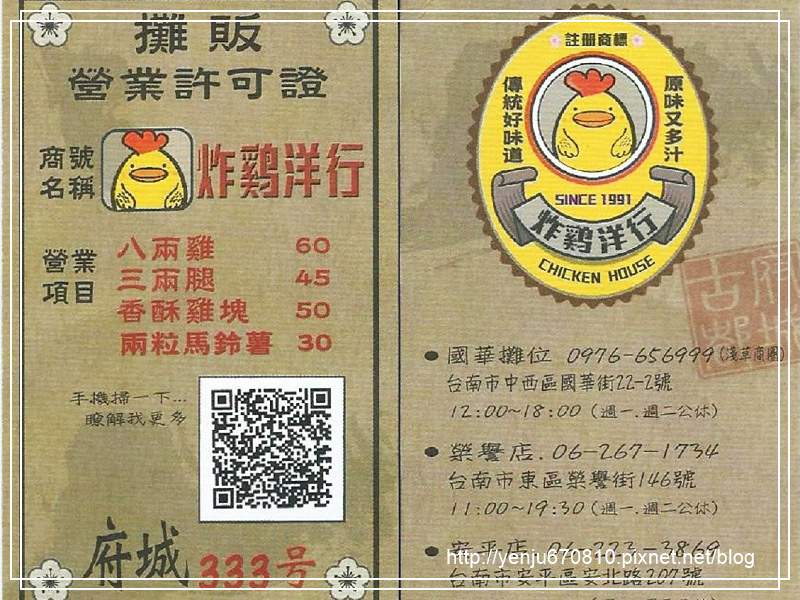 攤販
營業許可證
商號名稱
炸鷄洋行
營業項目
八兩雞 60
三兩腿 45
香酥雞塊 50
兩粒馬鈴薯 30
手機掃一下...
瞭解我更多
府城 333号
註冊商標
傳統好味道
原味又多汁
SINCE 1991
炸鷄洋行
CHICKEN HOUSE
府城古都
●國華攤位 0976-656999(淺草商圈)
台南市中西區國華街22-2號
12:00~18:00 (週一.週二公休)
●榮譽店. 06-267-1734
台南市東區榮譽街146號
11:00~19:30 (週一.週二公休)
●安平店. 06-223-3869
台南市安平區安北路207號
http://yenju670810.pixnet.net/blog